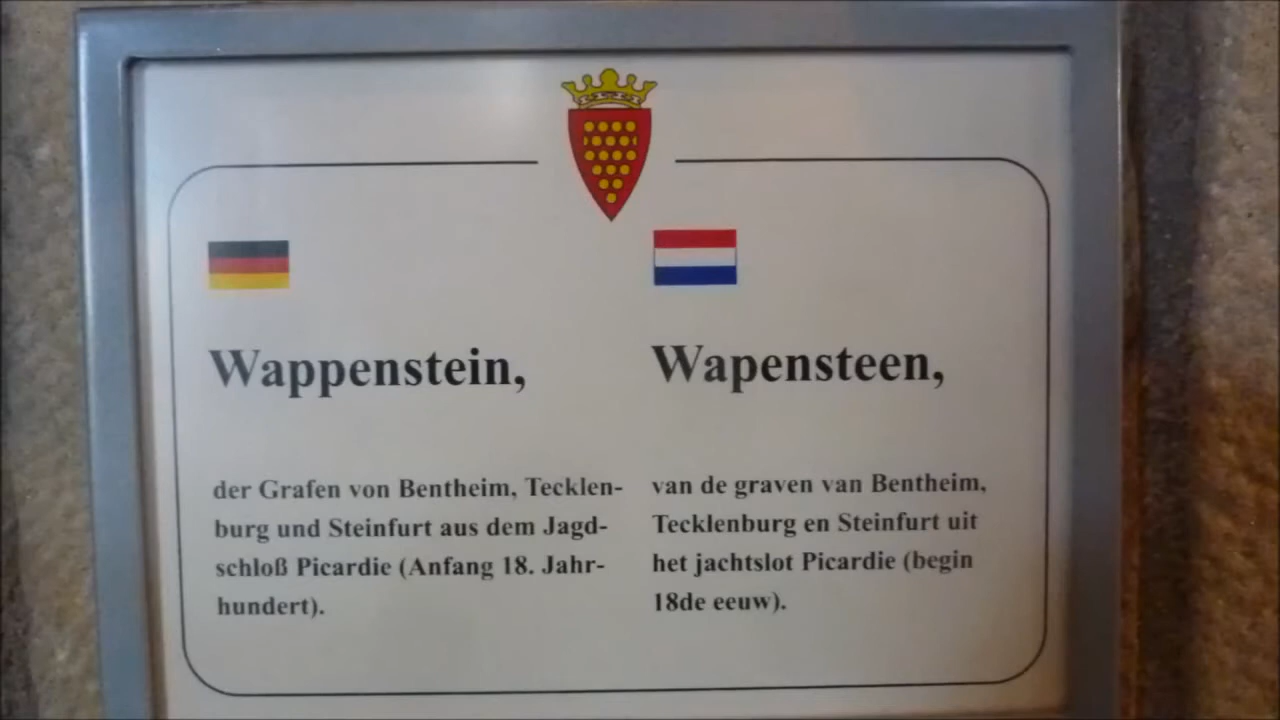 Wappenstein,
der Grafen von Bentheim, Tecklen-
burg und Steinfurt aus dem Jagd-
schloß Picardie (Anfang 18. Jahr-
hundert).
Wapensteen,
van de graven van Bentheim,
Tecklenburg en Steinfurt uit
het jachtslot Picardie (begin
18de eeuw).